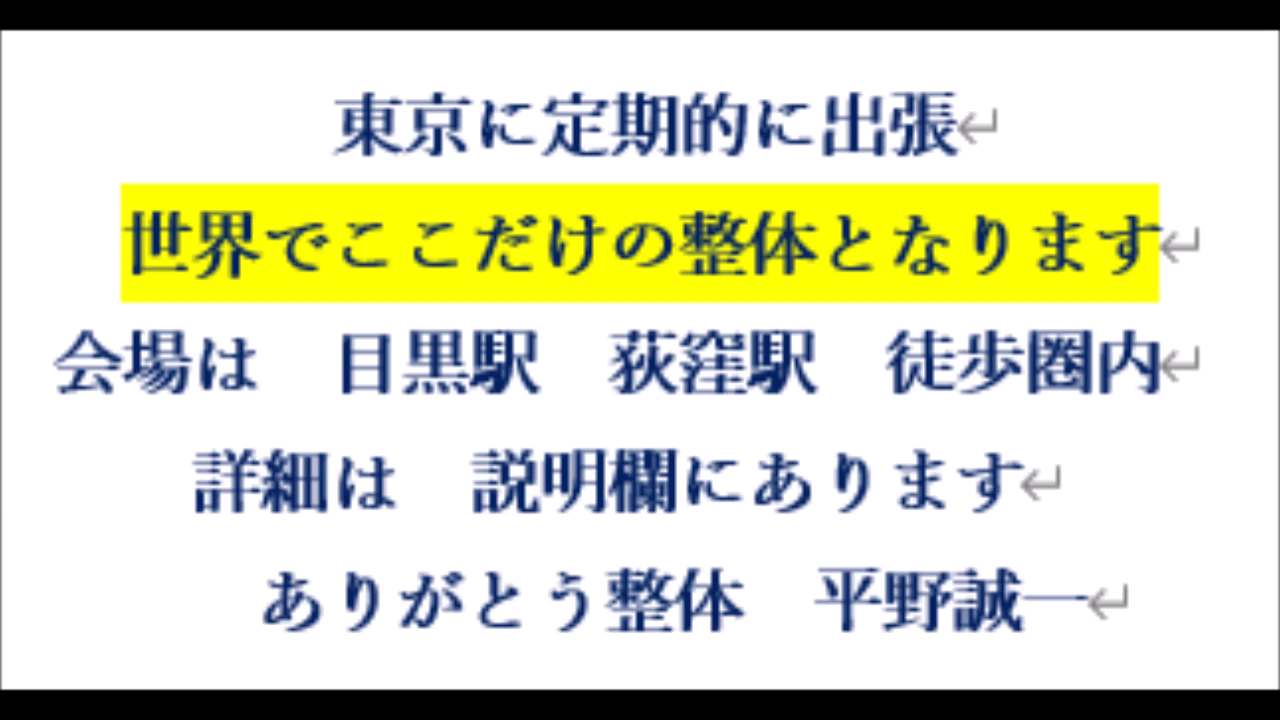 東京に定期的に出張
世界でここだけの整体となります
会場は　目黒駅　荻窪駅　徒歩圏内
詳細は　説明欄にあります
ありがとう整体　平野誠一